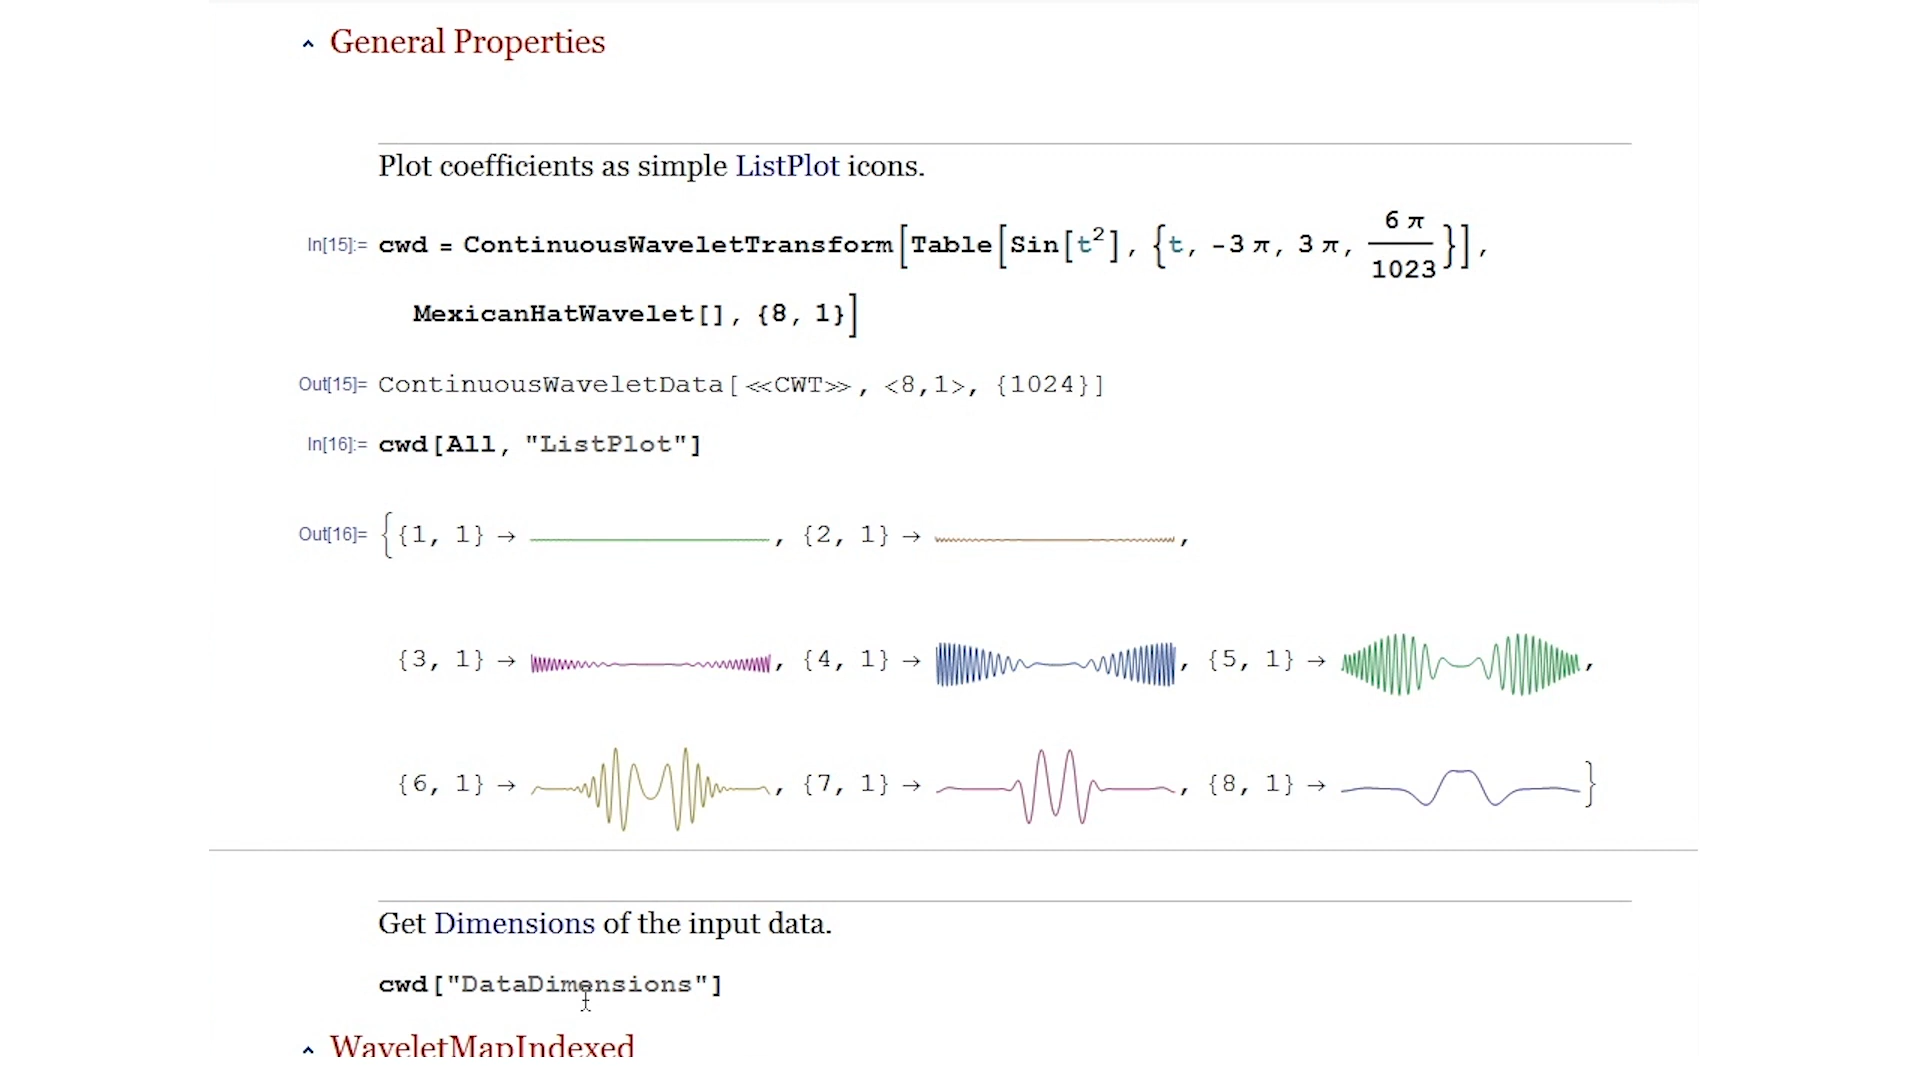 General Properties
Plot coefficients as simple ListPlot icons.
In[15]:= cwd = ContinuousWaveletTransform[Table[Sin[t²], {t, -3 π, 3 π, 6 π/1023}],
MexicanHatWavelet[], {8, 1}]
Out[15]= ContinuousWaveletData[<<CWT>>, <8,1>, {1024}]
In[16]:= cwd[All, "ListPlot"]
Out[16]= {{1, 1} → , {2, 1} → ,
{3, 1} → , {4, 1} → , {5, 1} → ,
{6, 1} → , {7, 1} → , {8, 1} → }
Get Dimensions of the input data.
cwd["DataDimensions"]
WaveletMapIndexed